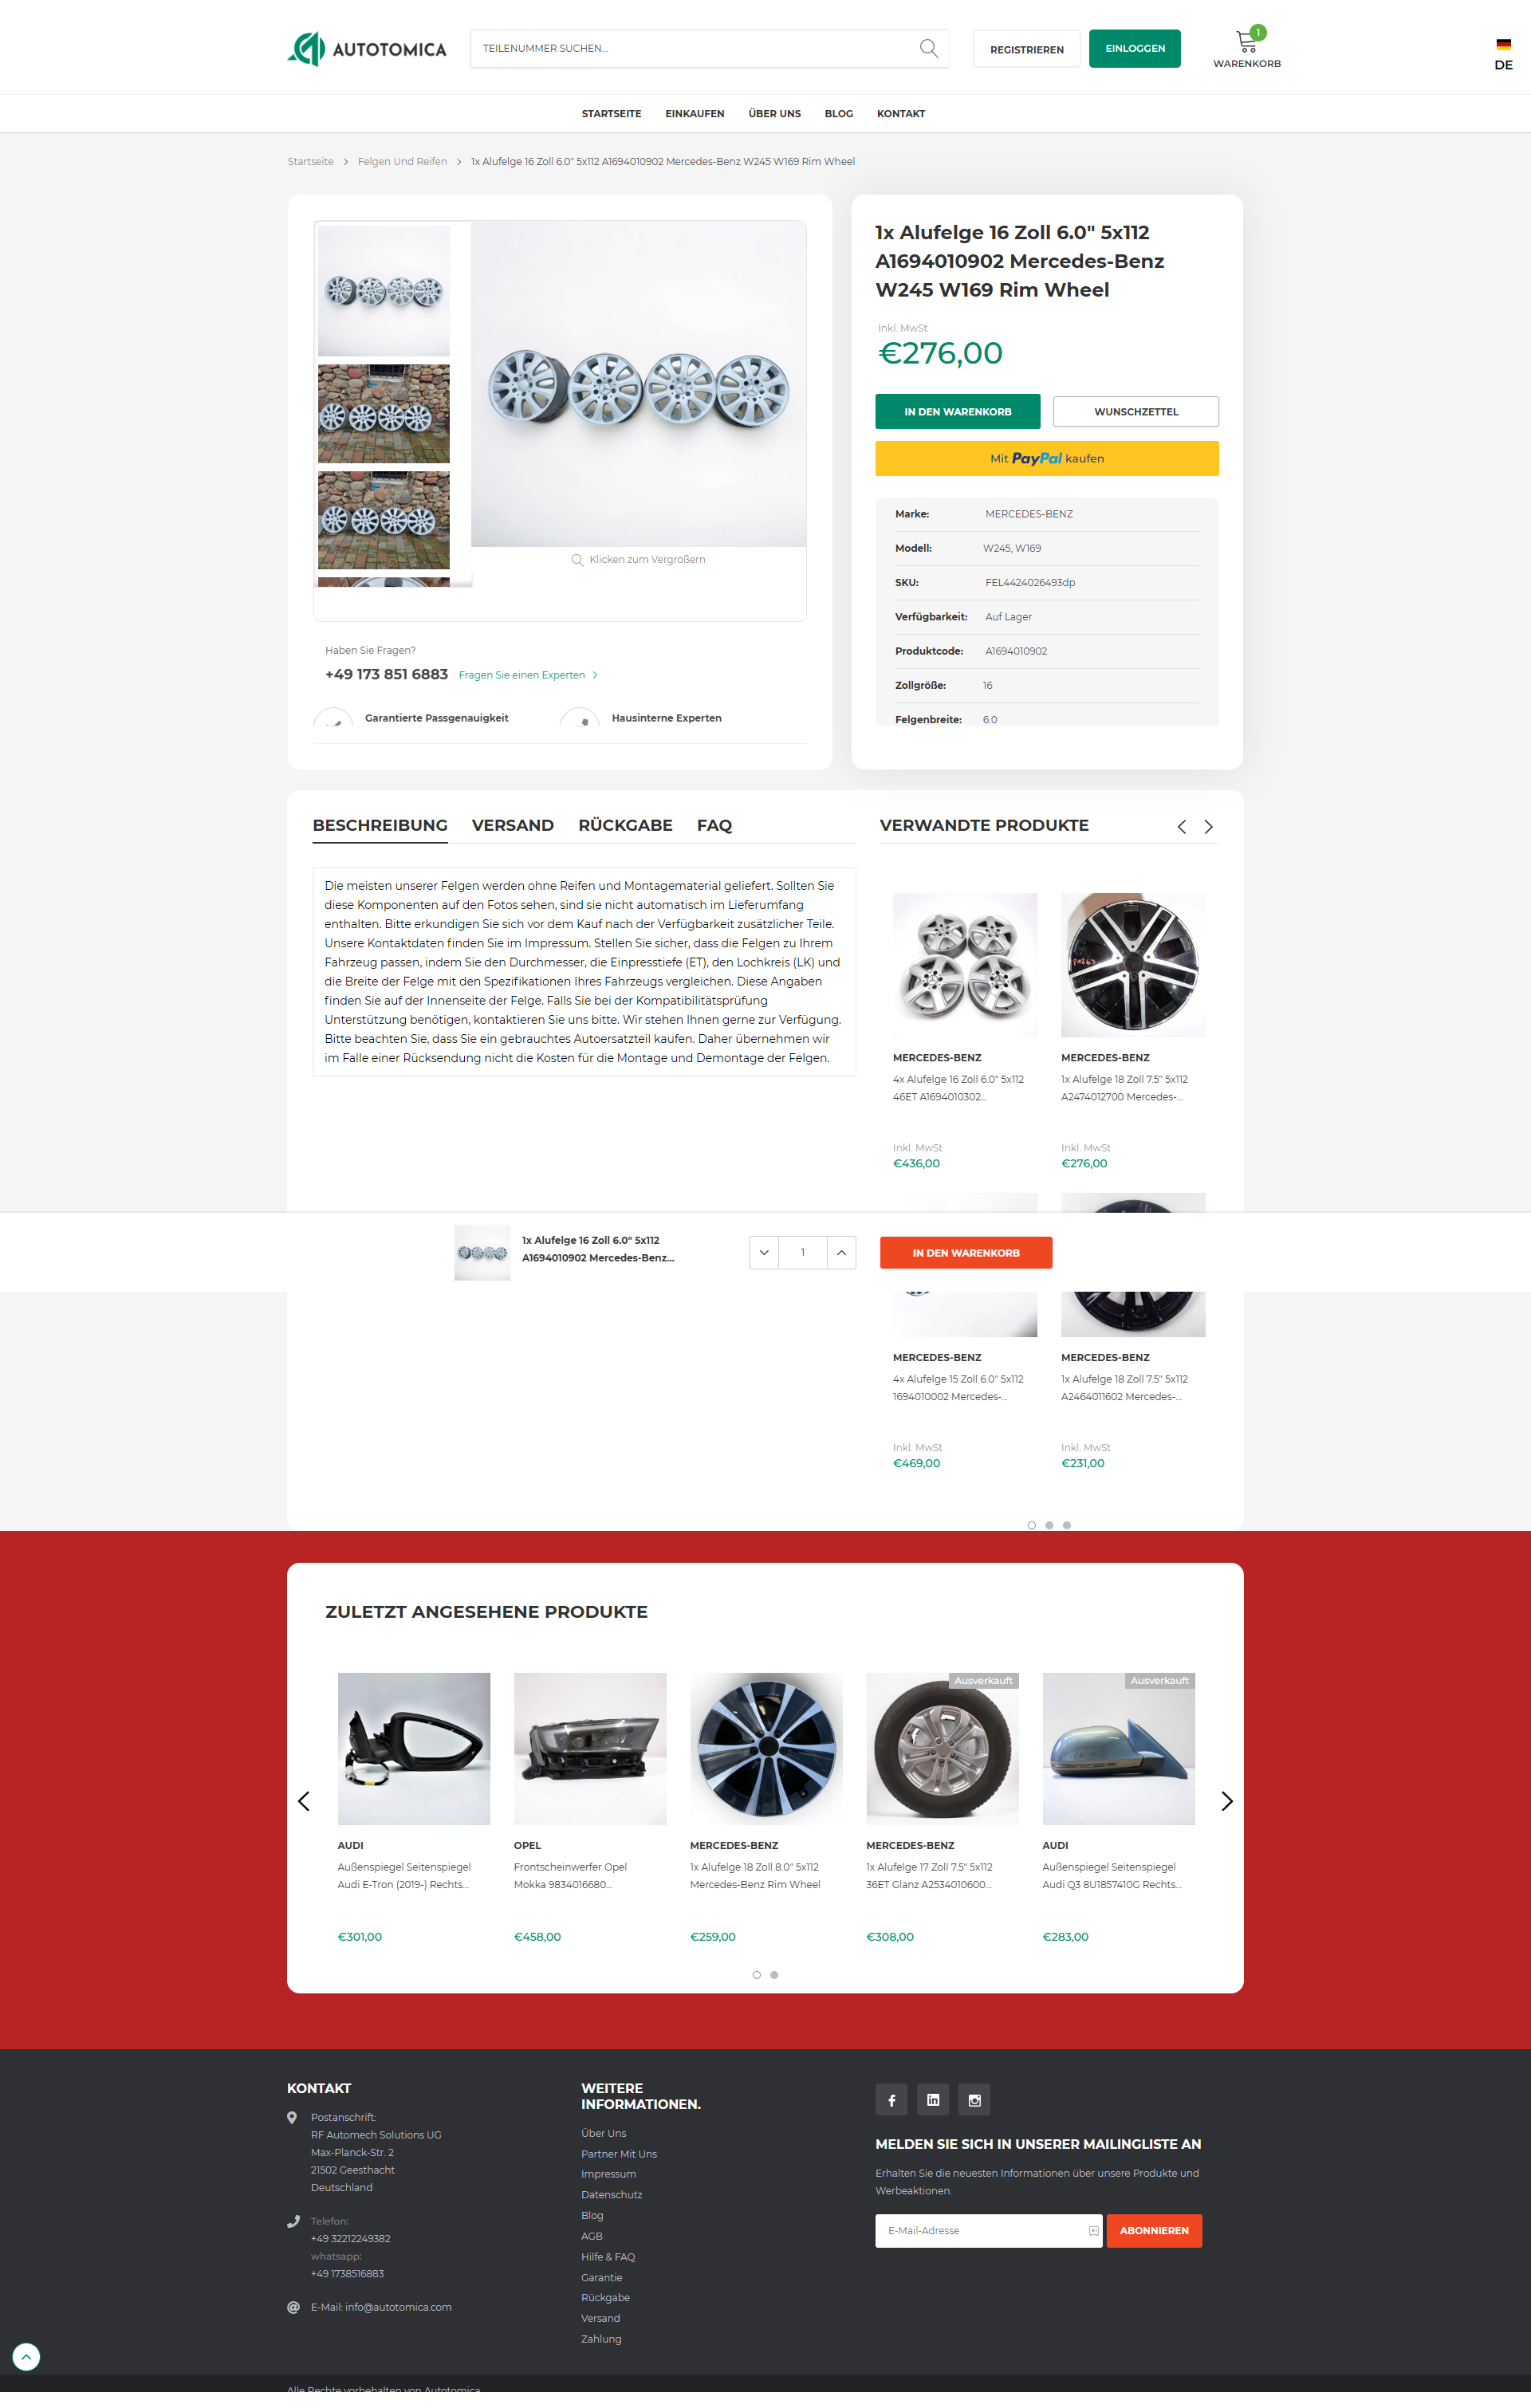 AUTOTOMICA
TEILENUMMER SUCHEN...
REGISTRIEREN
EINLOGGEN
1
WARENKORB
DE
STARTSEITE
EINKAUFEN
ÜBER UNS
BLOG
KONTAKT
Startseite > Felgen Und Reifen > 1x Alufelge 16 Zoll 6.0" 5x112 A1694010902 Mercedes-Benz W245 W169 Rim Wheel
Klicken zum Vergrößern
Haben Sie Fragen?
+49 173 851 6883 Fragen Sie einen Experten >
Garantierte Passgenauigkeit
Hausinterne Experten
1x Alufelge 16 Zoll 6.0" 5x112
A1694010902 Mercedes-Benz
W245 W169 Rim Wheel
Inkl. MwSt
€276,00
IN DEN WARENKORB
WUNSCHZETTEL
Mit PayPal kaufen
Marke: MERCEDES-BENZ
Modell: W245, W169
SKU: FEL4424026493dp
Verfügbarkeit: Auf Lager
Produktcode: A1694010902
Zollgröße: 16
Felgenbreite: 6.0
BESCHREIBUNG
VERSAND
RÜCKGABE
FAQ
Die meisten unserer Felgen werden ohne Reifen und Montagematerial geliefert. Sollten Sie
diese Komponenten auf den Fotos sehen, sind sie nicht automatisch im Lieferumfang
enthalten. Bitte erkundigen Sie sich vor dem Kauf nach der Verfügbarkeit zusätzlicher Teile.
Unsere Kontaktdaten finden Sie im Impressum. Stellen Sie sicher, dass die Felgen zu Ihrem
Fahrzeug passen, indem Sie den Durchmesser, die Einpresstiefe (ET), den Lochkreis (LK) und
die Breite der Felge mit den Spezifikationen Ihres Fahrzeugs vergleichen. Diese Angaben
finden Sie auf der Innenseite der Felge. Falls Sie bei der Kompatibilitätsprüfung
Unterstützung benötigen, kontaktieren Sie uns bitte. Wir stehen Ihnen gerne zur Verfügung.
Bitte beachten Sie, dass Sie ein gebrauchtes Autoersatzteil kaufen. Daher übernehmen wir
im Falle einer Rücksendung nicht die Kosten für die Montage und Demontage der Felgen.
VERWANDTE PRODUKTE
MERCEDES-BENZ
4x Alufelge 16 Zoll 6.0" 5x112
46ET A1694010302...
Inkl. MwSt
€436,00
MERCEDES-BENZ
1x Alufelge 18 Zoll 7.5" 5x112
A2474012700 Mercedes-...
Inkl. MwSt
€276,00
1x Alufelge 16 Zoll 6.0" 5x112
A1694010902 Mercedes-Benz...
1
IN DEN WARENKORB
MERCEDES-BENZ
4x Alufelge 15 Zoll 6.0" 5x112
1694010002 Mercedes-...
Inkl. MwSt
€469,00
MERCEDES-BENZ
1x Alufelge 18 Zoll 7.5" 5x112
A2464011602 Mercedes-...
Inkl. MwSt
€231,00
ZULETZT ANGESEHENE PRODUKTE
AUDI
Außenspiegel Seitenspiegel
Audi E-Tron (2019-) Rechts...
€301,00
OPEL
Frontscheinwerfer Opel
Mokka 9834016680...
€458,00
MERCEDES-BENZ
1x Alufelge 18 Zoll 8.0" 5x112
Mercedes-Benz Rim Wheel
€259,00
Ausverkauft
MERCEDES-BENZ
1x Alufelge 17 Zoll 7.5" 5x112
36ET Glanz A2534010600...
€308,00
Ausverkauft
AUDI
Außenspiegel Seitenspiegel
Audi Q3 8U1857410G Rechts...
€283,00
KONTAKT
Postanschrift:
RF Automech Solutions UG
Max-Planck-Str. 2
21502 Geesthacht
Deutschland
Telefon:
+49 32212249382
whatsapp:
+49 1738516883
E-Mail: info@autotomica.com
WEITERE
INFORMATIONEN.
Über Uns
Partner Mit Uns
Impressum
Datenschutz
Blog
AGB
Hilfe & FAQ
Garantie
Rückgabe
Versand
Zahlung
MELDEN SIE SICH IN UNSERER MAILINGLISTE AN
Erhalten Sie die neuesten Informationen über unsere Produkte und
Werbeaktionen.
E-Mail-Adresse
ABONNIEREN
Alle Rechte vorbehalten von Autotomica